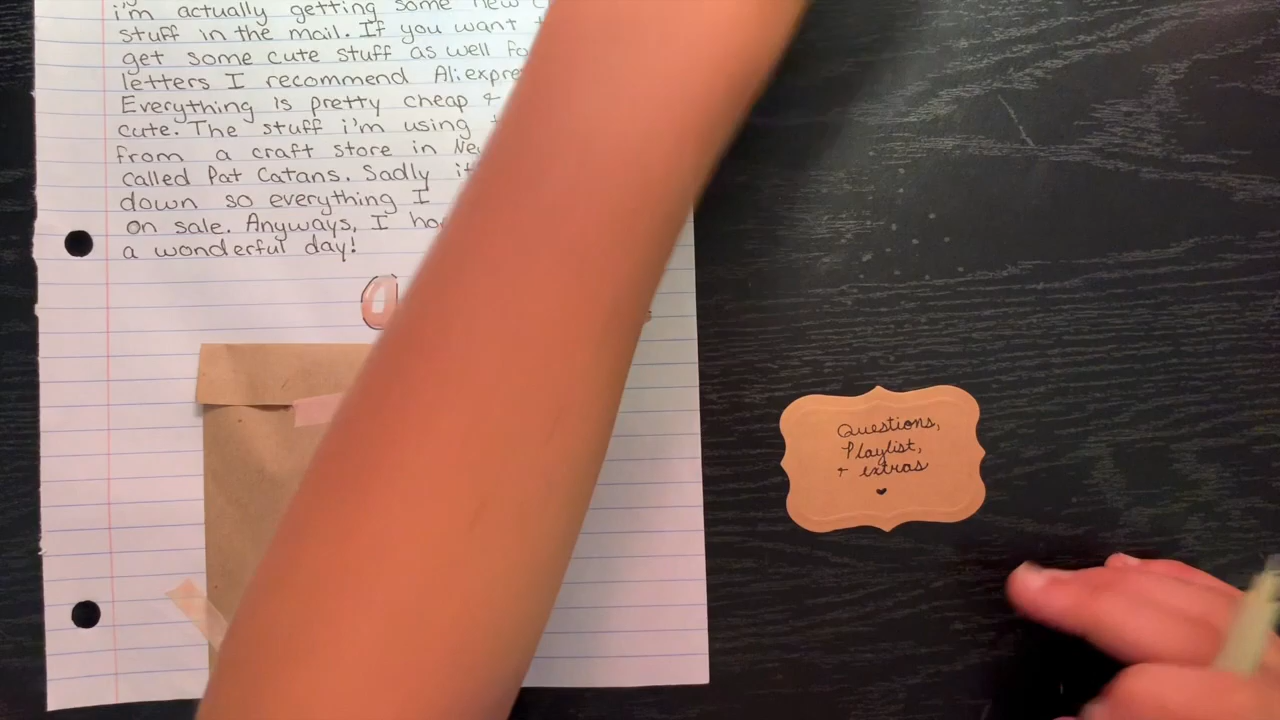 i'm actually getting some new
stuff in the mail. If you want
get some cute stuff as well
letters I recommend
Everything is pretty cheap &
cute. The stuff i'm using
from a craft store in
called Pat Catans. Sadly
down so everything I
on sale. Anyways, I
a wonderful day!
Questions,
Playlist,
+ extras